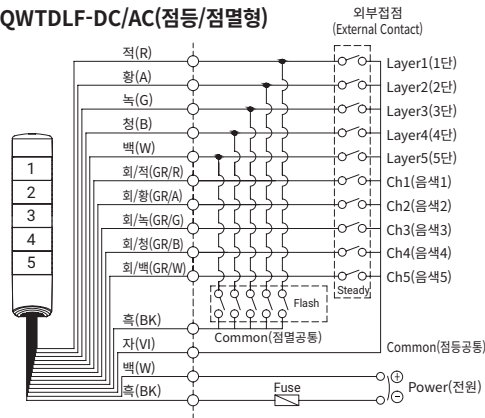 QWTDLF-DC/AC(점등/점멸형)
외부접점
(External Contact)
적(R)
Layer1(1단)
황(A)
Layer2(2단)
녹(G)
Layer3(3단)
청(B)
Layer4(4단)
백(W)
Layer5(5단)
회/적(GR/R)
Ch1(음색1)
회/황(GR/A)
Ch2(음색2)
회/녹(GR/G)
Ch3(음색3)
회/청(GR/B)
Ch4(음색4)
회/백(GR/W)
Ch5(음색5)
1
2
3
4
5
Steady
Flash
흑(BK)
Common(점멸공통)
자(VI)
Common(점등공통)
백(W)
Fuse
Power(전원)
흑(BK)